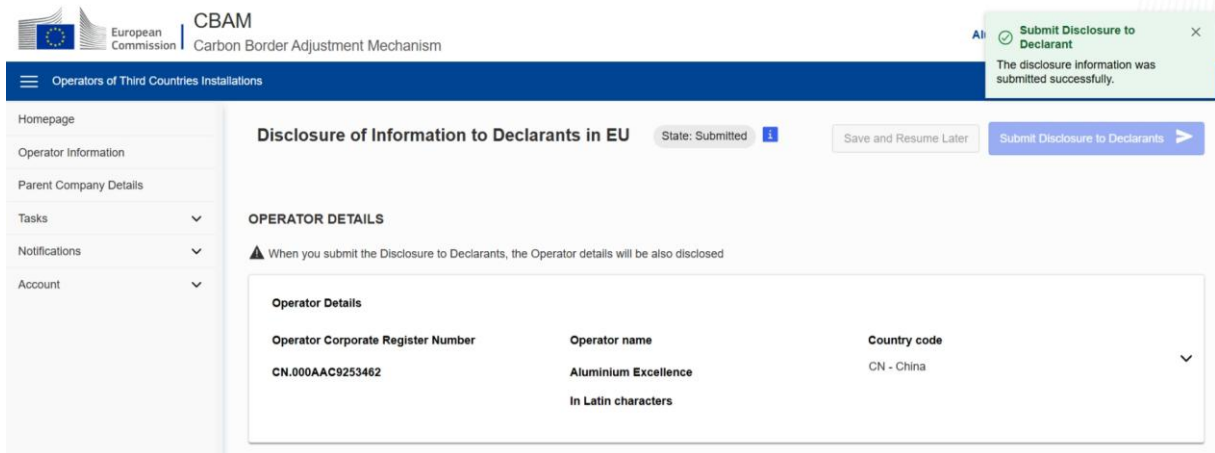 European
Commission
CBAM
Carbon Border Adjustment Mechanism
Submit Disclosure to
Declarant
The disclosure information was
submitted successfully.
Operators of Third Countries Installations
Homepage
Operator Information
Parent Company Details
Tasks
Notifications
Account
Disclosure of Information to Declarants in EU
State: Submitted
i
Save and Resume Later
Submit Disclosure to Declarants
OPERATOR DETAILS
When you submit the Disclosure to Declarants, the Operator details will be also disclosed
Operator Details
Operator Corporate Register Number
Operator name
Country code
CN.000AAC9253462
Aluminium Excellence
CN - China
In Latin characters